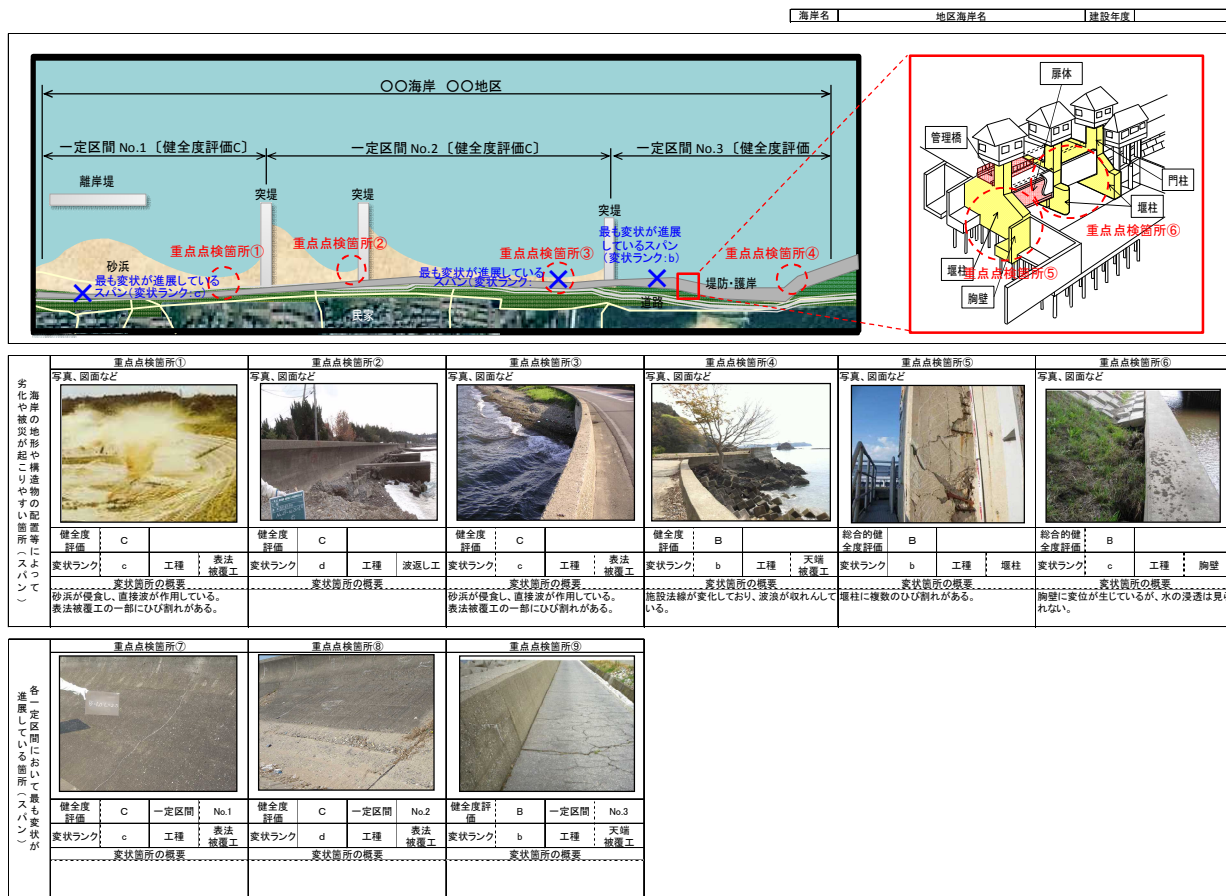 海岸名 地区海岸名 建設年度
〇〇海岸 〇〇地区
一定区間 No.1 〔健全度評価C〕
一定区間 No.2 〔健全度評価C〕
一定区間 No.3 〔健全度評価
離岸堤
突堤
突堤
突堤
砂浜
重点点検箇所①
重点点検箇所②
重点点検箇所③
重点点検箇所④
最も変状が進展している
スパン(変状ランク:c)
最も変状が進展している
スパン(変状ランク:
最も変状が進展
しているスパン
(変状ランク:b)
堤防・護岸
道路
民家
扉体
管理橋
門柱
堰柱
重点点検箇所⑥
堰柱
重点点検箇所⑤
胸壁
海岸の地形や構造物の配置等によって
劣化や被災が起こりやすい箇所(スパン)
重点点検箇所①
写真、図面など
健全度
評価 C
変状ランク c 工種 表法
被覆工
変状箇所の概要
砂浜が侵食し、直接波が作用している。
表法被覆工の一部にひび割れがある。
重点点検箇所②
写真、図面など
健全度
評価 C
変状ランク d 工種 波返し工
変状箇所の概要
重点点検箇所③
写真、図面など
健全度
評価 C
変状ランク c 工種 表法
被覆工
変状箇所の概要
砂浜が侵食し、直接波が作用している。
表法被覆工の一部にひび割れがある。
重点点検箇所④
写真、図面など
健全度
評価 B
変状ランク b 工種 天端
被覆工
変状箇所の概要
施設法線が変化しており、波浪が収れんして
いる。
重点点検箇所⑤
写真、図面など
総合的健
全度評価 B
変状ランク b 工種 堰柱
変状箇所の概要
堰柱に複数のひび割れがある。
重点点検箇所⑥
写真、図面など
総合的健
全度評価 B
変状ランク c 工種 胸壁
変状箇所の概要
胸壁に変位が生じているが、水の浸透は見ら
れない。
各一定区間において最も変状が
進展している箇所(スパン)
重点点検箇所⑦
健全度
評価 C 一定区間 No.1
変状ランク c 工種 表法
被覆工
変状箇所の概要
重点点検箇所⑧
健全度
評価 C 一定区間 No.2
変状ランク d 工種 表法
被覆工
変状箇所の概要
重点点検箇所⑨
健全度評
価 B 一定区間 No.3
変状ランク b 工種 天端
被覆工
変状箇所の概要